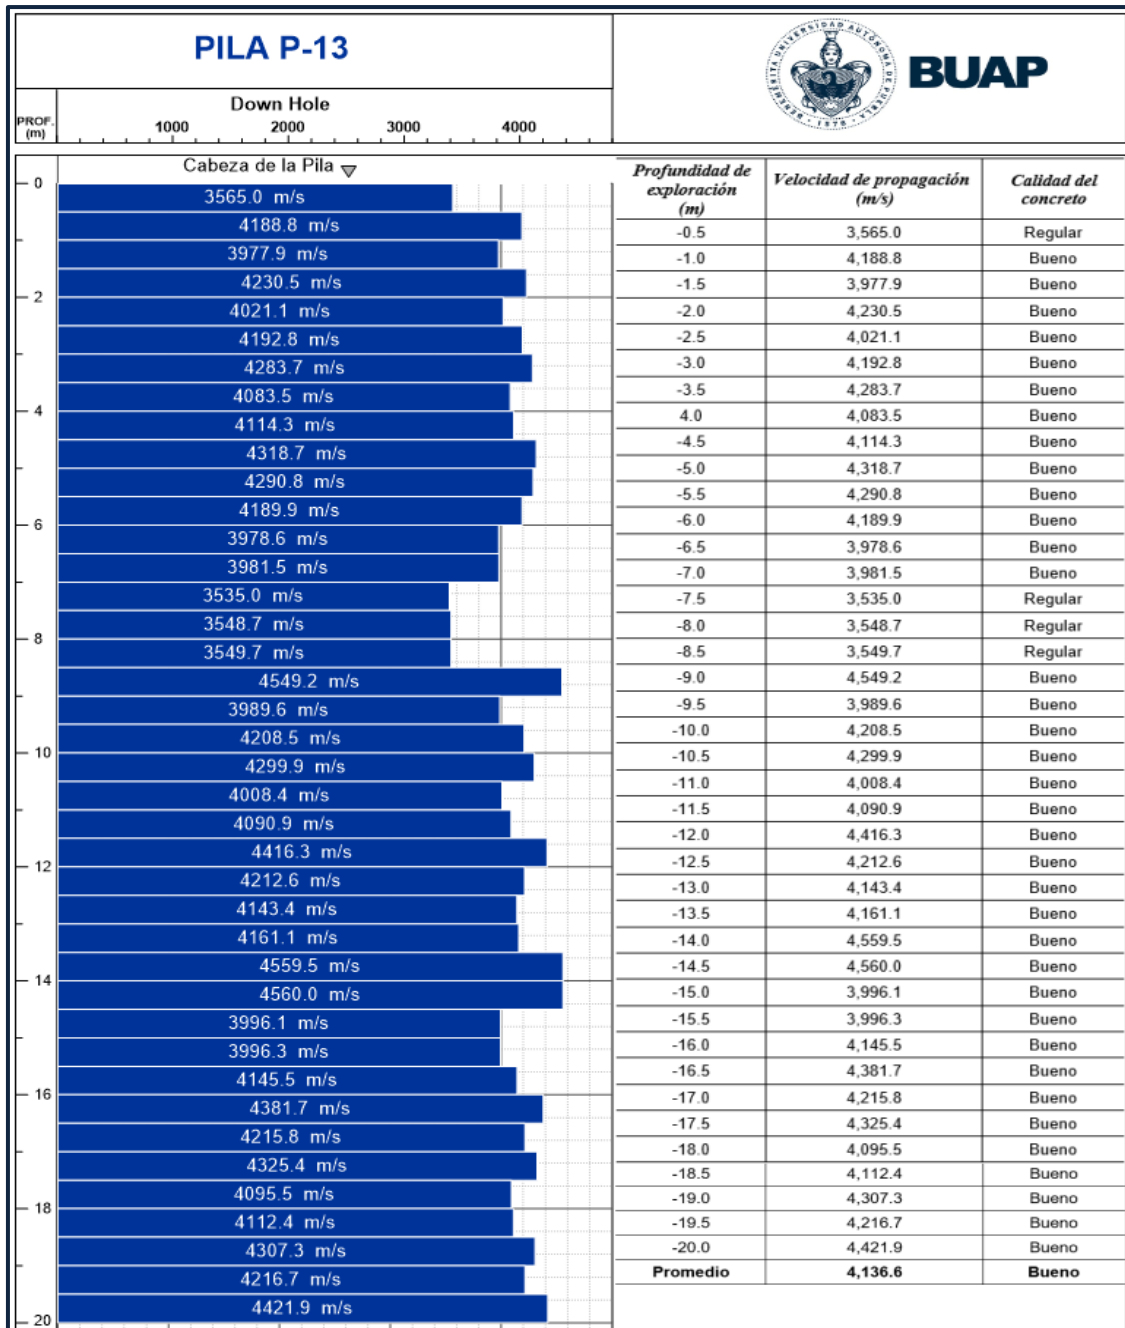 PILA P-13
BENEMÉRITA UNIVERSIDAD AUTÓNOMA DE PUEBLA
1578
BUAP
Down Hole
PROF.
(m)
1000 2000 3000 4000
Cabeza de la Pila
0
3565.0 m/s
4188.8 m/s
3977.9 m/s
4230.5 m/s
2
4021.1 m/s
4192.8 m/s
4283.7 m/s
4083.5 m/s
4
4114.3 m/s
4318.7 m/s
4290.8 m/s
4189.9 m/s
6
3978.6 m/s
3981.5 m/s
3535.0 m/s
3548.7 m/s
8
3549.7 m/s
4549.2 m/s
3989.6 m/s
4208.5 m/s
10
4299.9 m/s
4008.4 m/s
4090.9 m/s
4416.3 m/s
12
4212.6 m/s
4143.4 m/s
4161.1 m/s
4559.5 m/s
14
4560.0 m/s
3996.1 m/s
3996.3 m/s
4145.5 m/s
16
4381.7 m/s
4215.8 m/s
4325.4 m/s
4095.5 m/s
18
4112.4 m/s
4307.3 m/s
4216.7 m/s
4421.9 m/s
20
Profundidad de exploración (m) Velocidad de propagación (m/s) Calidad del concreto
-0.5 3,565.0 Regular
-1.0 4,188.8 Bueno
-1.5 3,977.9 Bueno
-2.0 4,230.5 Bueno
-2.5 4,021.1 Bueno
-3.0 4,192.8 Bueno
-3.5 4,283.7 Bueno
4.0 4,083.5 Bueno
-4.5 4,114.3 Bueno
-5.0 4,318.7 Bueno
-5.5 4,290.8 Bueno
-6.0 4,189.9 Bueno
-6.5 3,978.6 Bueno
-7.0 3,981.5 Bueno
-7.5 3,535.0 Regular
-8.0 3,548.7 Regular
-8.5 3,549.7 Regular
-9.0 4,549.2 Bueno
-9.5 3,989.6 Bueno
-10.0 4,208.5 Bueno
-10.5 4,299.9 Bueno
-11.0 4,008.4 Bueno
-11.5 4,090.9 Bueno
-12.0 4,416.3 Bueno
-12.5 4,212.6 Bueno
-13.0 4,143.4 Bueno
-13.5 4,161.1 Bueno
-14.0 4,559.5 Bueno
-14.5 4,560.0 Bueno
-15.0 3,996.1 Bueno
-15.5 3,996.3 Bueno
-16.0 4,145.5 Bueno
-16.5 4,381.7 Bueno
-17.0 4,215.8 Bueno
-17.5 4,325.4 Bueno
-18.0 4,095.5 Bueno
-18.5 4,112.4 Bueno
-19.0 4,307.3 Bueno
-19.5 4,216.7 Bueno
-20.0 4,421.9 Bueno
Promedio 4,136.6 Bueno